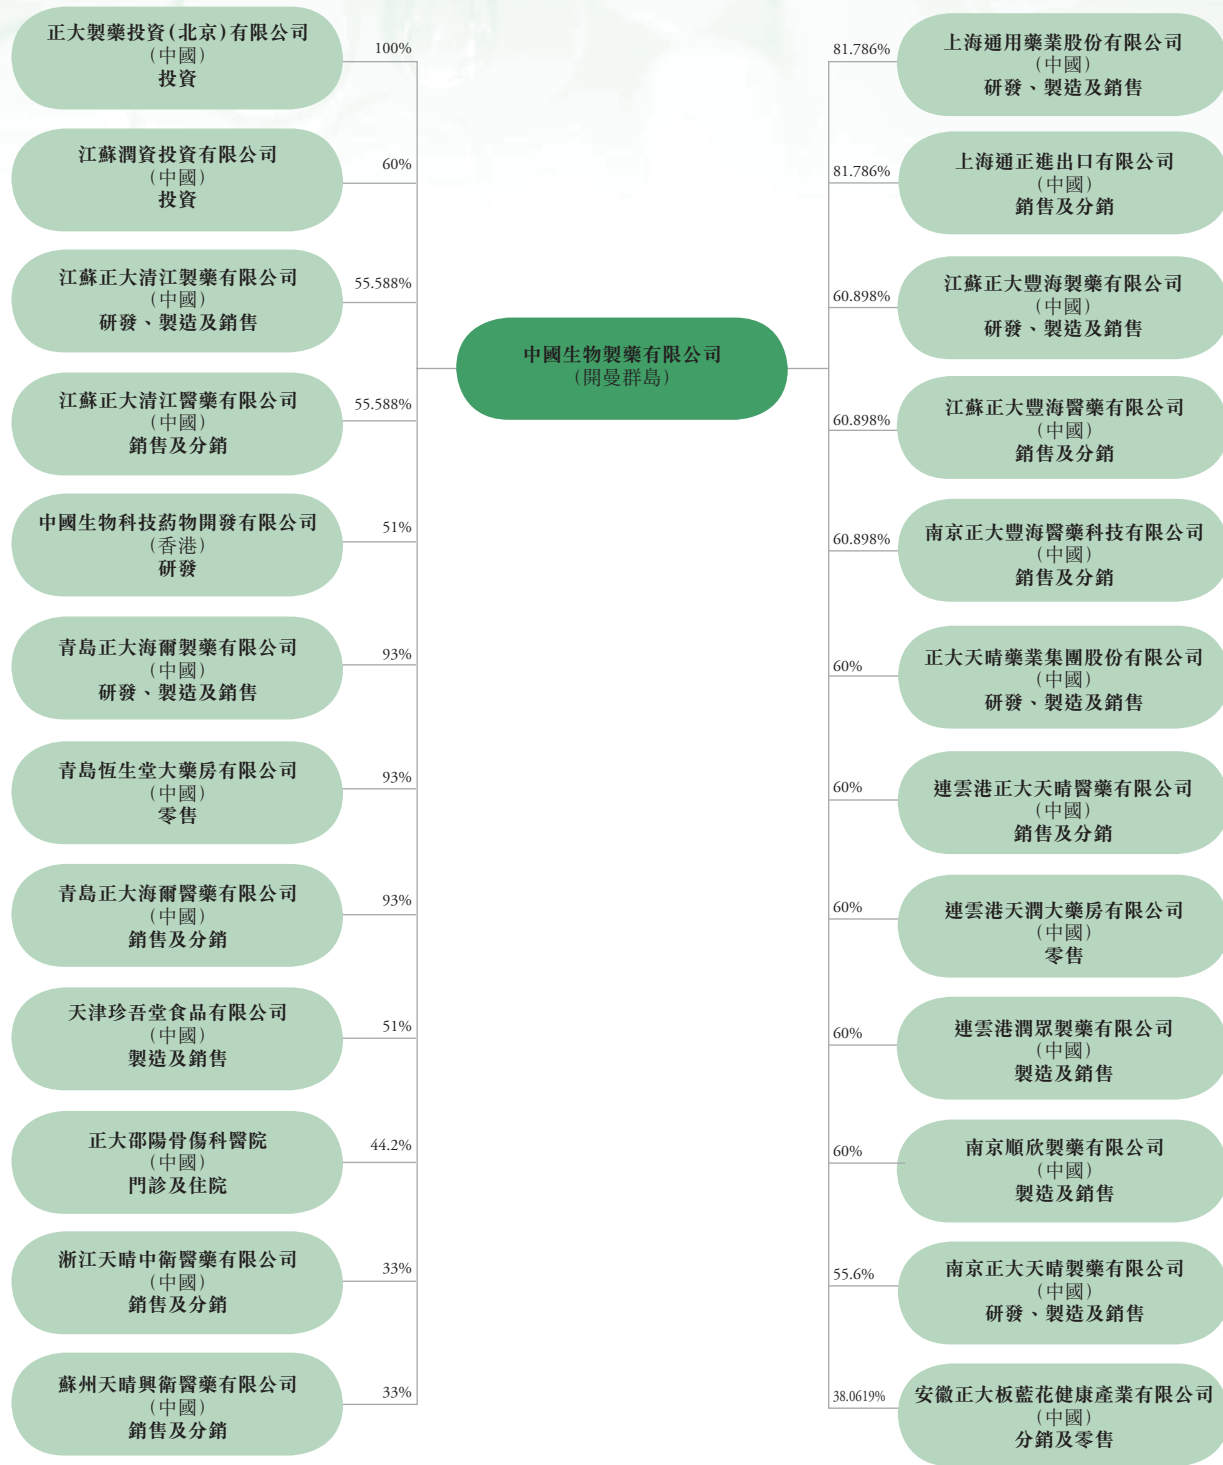 正大製藥投資(北京)有限公司
(中國)
投資
100%
江蘇潤資投資有限公司
(中國)
投資
60%
江蘇正大清江製藥有限公司
(中國)
研發、製造及銷售
55.588%
江蘇正大清江醫藥有限公司
(中國)
銷售及分銷
55.588%
中國生物科技葯物開發有限公司
(香港)
研發
51%
青島正大海爾製藥有限公司
(中國)
研發、製造及銷售
93%
青島恆生堂大藥房有限公司
(中國)
零售
93%
青島正大海爾醫藥有限公司
(中國)
銷售及分銷
93%
天津珍吾堂食品有限公司
(中國)
製造及銷售
51%
正大邵陽骨傷科醫院
(中國)
門診及住院
44.2%
浙江天晴中衛醫藥有限公司
(中國)
銷售及分銷
33%
蘇州天晴興衛醫藥有限公司
(中國)
銷售及分銷
33%
中國生物製藥有限公司
(開曼群島)
81.786%
上海通用藥業股份有限公司
(中國)
研發、製造及銷售
81.786%
上海通正進出口有限公司
(中國)
銷售及分銷
60.898%
江蘇正大豐海製藥有限公司
(中國)
研發、製造及銷售
60.898%
江蘇正大豐海醫藥有限公司
(中國)
銷售及分銷
60.898%
南京正大豐海醫藥科技有限公司
(中國)
銷售及分銷
60%
正大天晴藥業集團股份有限公司
(中國)
研發、製造及銷售
60%
連雲港正大天晴醫藥有限公司
(中國)
銷售及分銷
60%
連雲港天潤大藥房有限公司
(中國)
零售
60%
連雲港潤眾製藥有限公司
(中國)
製造及銷售
60%
南京順欣製藥有限公司
(中國)
製造及銷售
55.6%
南京正大天晴製藥有限公司
(中國)
研發、製造及銷售
38.0619%
安徽正大板藍花健康產業有限公司
(中國)
分銷及零售